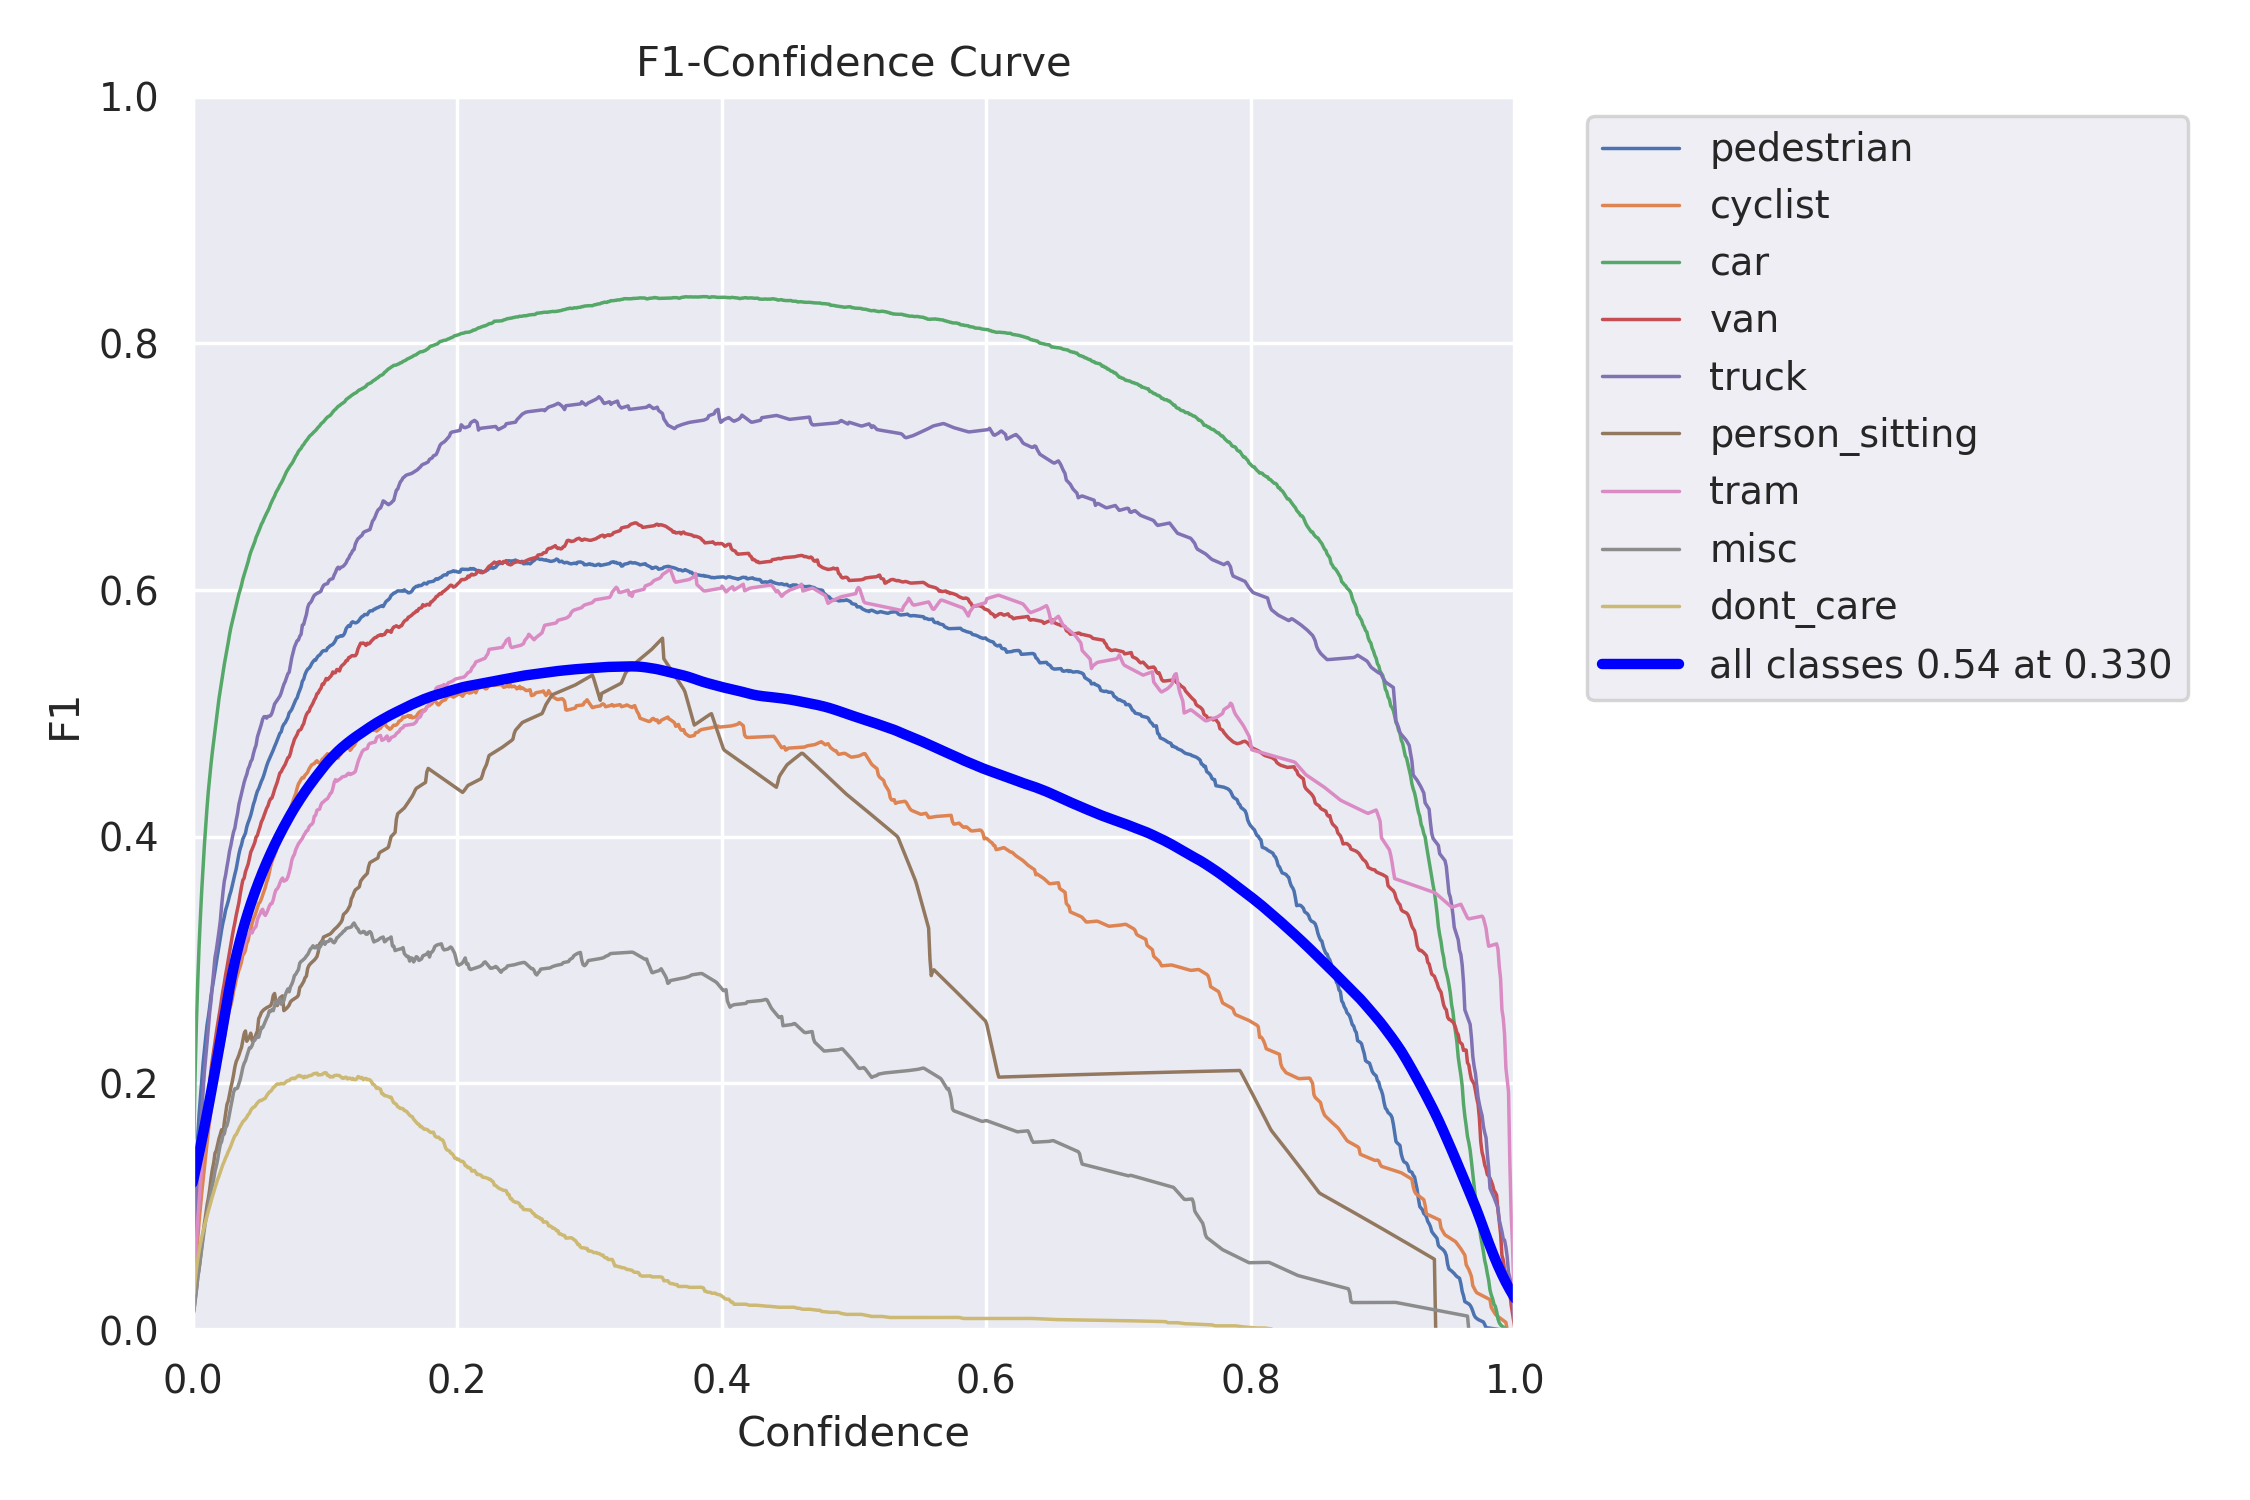 F1-Confidence Curve
1.0
0.8
0.6
0.4
0.2
0.0
F1
0.0 0.2 0.4 0.6 0.8 1.0
Confidence
pedestrian
cyclist
car
van
truck
person_sitting
tram
misc
dont_care
all classes 0.54 at 0.330